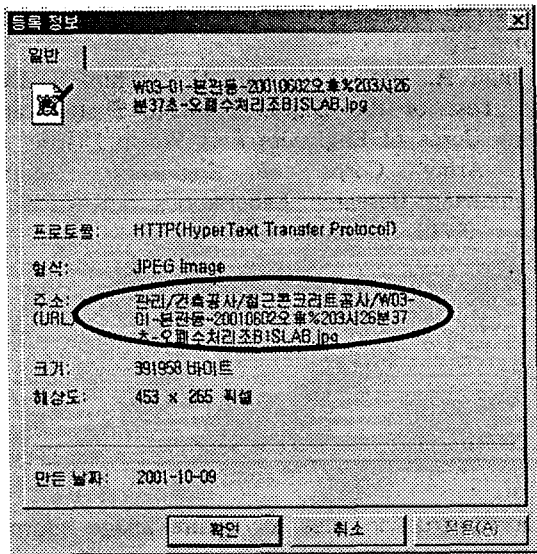 등록 정보
일반
W03-01-본관동-20010602오후%203시26
분37초-오폐수처리조B1SLAB.jpg
프로토콜: HTTP(HyperText Transfer Protocol)
형식: JPEG Image
주소: 관리/건축공사/철근콘크리트공사/W03-
(URL) 01-본관동-20010602오후%203시26분37
초-오폐수처리조B1SLAB.jpg
크기: 391958 바이트
해상도: 453 x 265 픽셀
만든 날짜: 2001-10-09
확인 취소 적용(A)